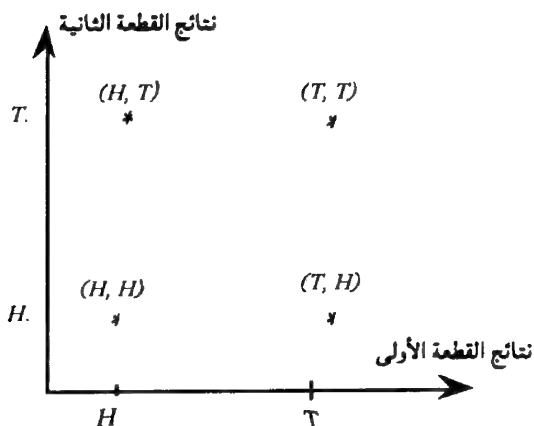 نتائج القطعة الثانية
(H, T) (T, T)
T.
(H, H) (T, H)
H.
نتائج القطعة الأولى
H T